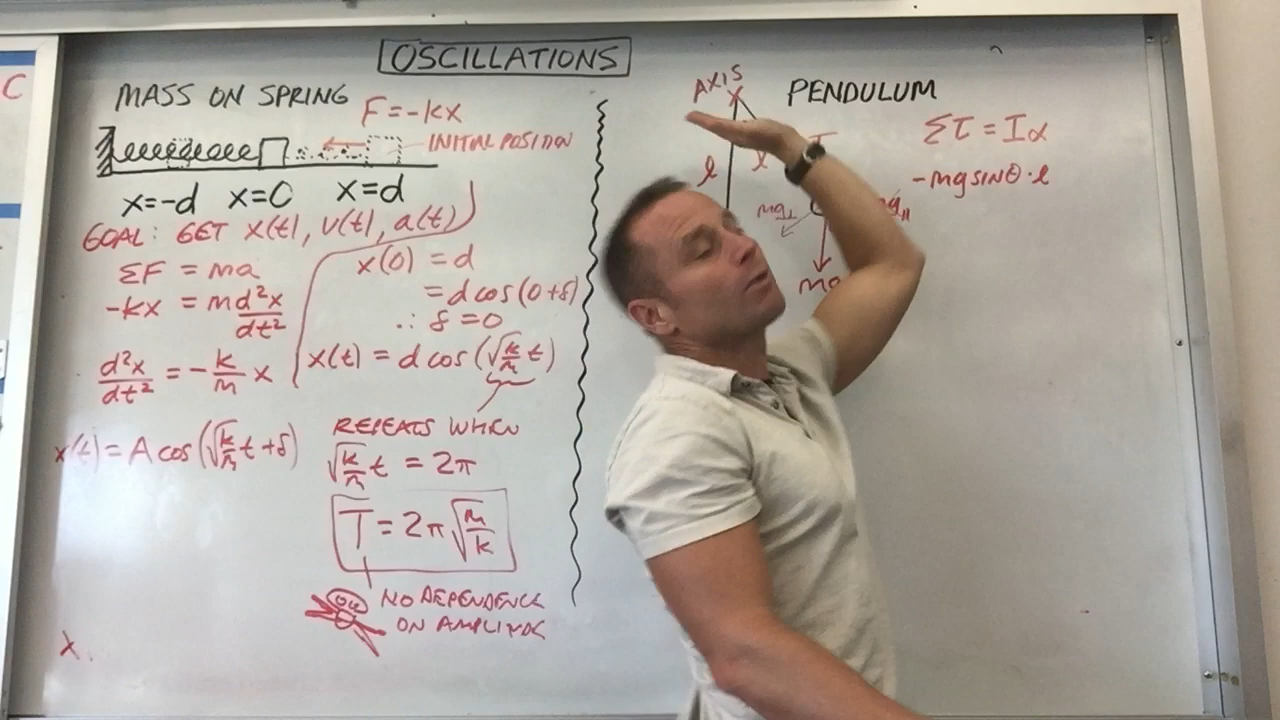 OSCILLATIONS
C
MASS ON SPRING
F=-kx
INITIAL POSITION
x=-d x=0 x=d
GOAL: GET x(t), v(t), a(t)
ΣF = ma
-kx = m d²x/dt²
d²x/dt² = -k/m x
x(t) = A cos(√k/m t+δ)
x.
x(0) = d
= d cos(0+δ)
∴ δ=0
x(t) = d cos(√k/m t)
REPEATS WHEN
√k/m t = 2π
T = 2π√m/k
NO DEPENDENCE
ON AMPLITUDE
PENDULUM
AXIS
l
l
mg⊥
mg
Στ = Iα
-mg sinθ·l